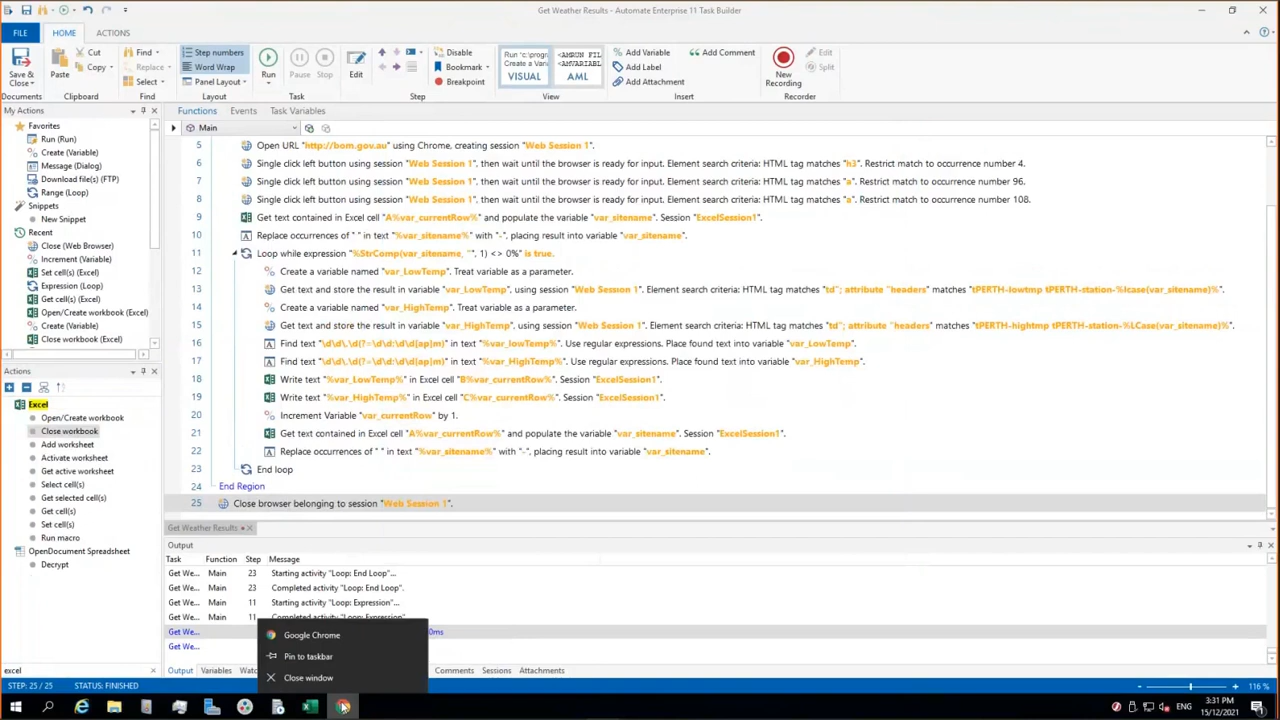 Get Weather Results - Automate Enterprise 11 Task Builder
FILE HOME ACTIONS
Save & Close
Paste
Cut
Copy
Find
Replace
Select
Step numbers
Word Wrap
Panel Layout
Run
Pause
Stop
Edit
Disable
Bookmark
Breakpoint
Run 'c:\progr
Create a Var
VISUAL
<AMRUN FIL
<AMVARIABL
AML
Add Variable
Add Label
Add Attachment
Add Comment
New Recording
Edit
Split
Documents Clipboard Find Layout Task Step View Insert Recorder
My Actions
Favorites
Run (Run)
Create (Variable)
Message (Dialog)
Download file(s) (FTP)
Range (Loop)
Snippets
New Snippet
Recent
Close (Web Browser)
Increment (Variable)
Set cell(s) (Excel)
Expression (Loop)
Get cell(s) (Excel)
Open/Create workbook (Excel)
Create (Variable)
Close workbook (Excel)
Actions
Excel
Open/Create workbook
Close workbook
Add worksheet
Activate worksheet
Get active worksheet
Select cell(s)
Get selected cell(s)
Get cell(s)
Set cell(s)
Run macro
OpenDocument Spreadsheet
Decrypt
excel
Functions Events Task Variables
Main
5 Open URL "http://bom.gov.au" using Chrome, creating session "Web Session 1".
6 Single click left button using session "Web Session 1", then wait until the browser is ready for input. Element search criteria: HTML tag matches "h3". Restrict match to occurrence number 4.
7 Single click left button using session "Web Session 1", then wait until the browser is ready for input. Element search criteria: HTML tag matches "a". Restrict match to occurrence number 96.
8 Single click left button using session "Web Session 1", then wait until the browser is ready for input. Element search criteria: HTML tag matches "a". Restrict match to occurrence number 108.
9 Get text contained in Excel cell "A%var_currentRow%" and populate the variable "var_sitename". Session "ExcelSession1".
10 Replace occurrences of " " in text "%var_sitename%" with "-", placing result into variable "var_sitename".
11 Loop while expression "%StrComp(var_sitename, "", 1) <> 0%" is true.
12 Create a variable named "var_LowTemp". Treat variable as a parameter.
13 Get text and store the result in variable "var_LowTemp", using session "Web Session 1". Element search criteria: HTML tag matches "td"; attribute "headers" matches "tPERTH-lowtmp tPERTH-station-%lcase(var_sitename)%".
14 Create a variable named "var_HighTemp". Treat variable as a parameter.
15 Get text and store the result in variable "var_HighTemp", using session "Web Session 1". Element search criteria: HTML tag matches "td"; attribute "headers" matches "tPERTH-hightmp tPERTH-station-%LCase(var_sitename)%".
16 Find text "\d\d\.\d(?=\d\d:\d\d[ap]m)" in text "%var_lowTemp%". Use regular expressions. Place found text into variable "var_LowTemp".
17 Find text "\d\d\.\d(?=\d\d:\d\d[ap]m)" in text "%var_HighTemp%". Use regular expressions. Place found text into variable "var_HighTemp".
18 Write text "%var_LowTemp%" in Excel cell "B%var_currentRow%". Session "ExcelSession1".
19 Write text "%var_HighTemp%" in Excel cell "C%var_currentRow%". Session "ExcelSession1".
20 Increment Variable "var_currentRow" by 1.
21 Get text contained in Excel cell "A%var_currentRow%" and populate the variable "var_sitename". Session "ExcelSession1".
22 Replace occurrences of " " in text "%var_sitename%" with "-", placing result into variable "var_sitename".
23 End loop
24 End Region
25 Close browser belonging to session "Web Session 1".
Get Weather Results
Output
Task Function Step Message
Get We... Main 23 Starting activity "Loop: End Loop"...
Get We... Main 23 Completed activity "Loop: End Loop".
Get We... Main 11 Starting activity "Loop: Expression"...
Get We... Main 11 Completed activity "Loop: Expression".
Get We... 0ms
Get We...
Google Chrome
Pin to taskbar
Close window
Output Variables Comments Sessions Attachments
STEP: 25 / 25 STATUS: FINISHED 116 %
ENG 3:31 PM
15/12/2021